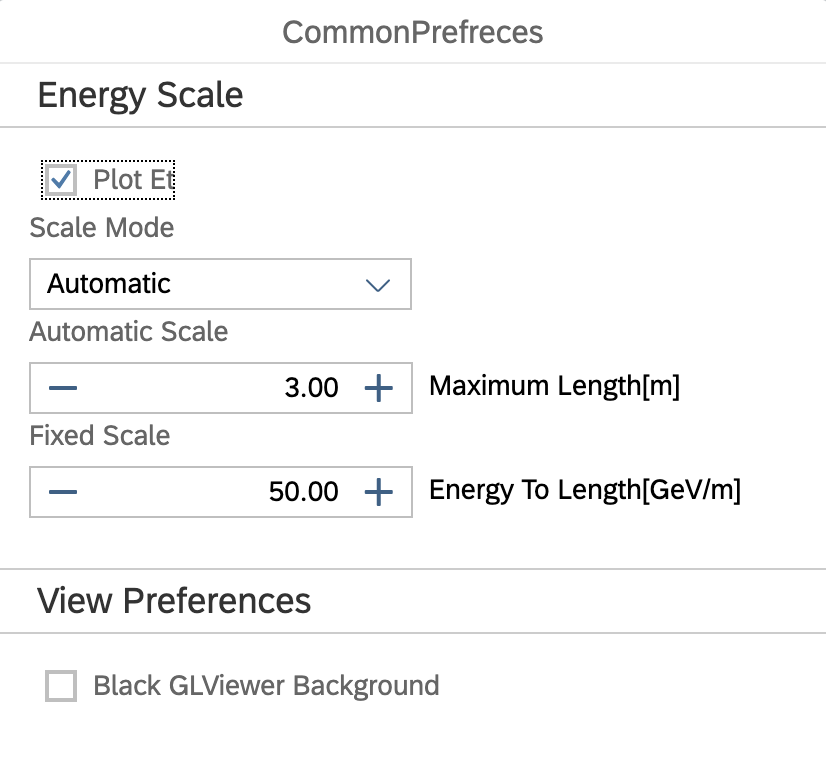 CommonPrefreces
Energy Scale
Plot Et
Scale Mode
Automatic
Automatic Scale
3.00 Maximum Length[m]
Fixed Scale
50.00 Energy To Length[GeV/m]
View Preferences
Black GLViewer Background